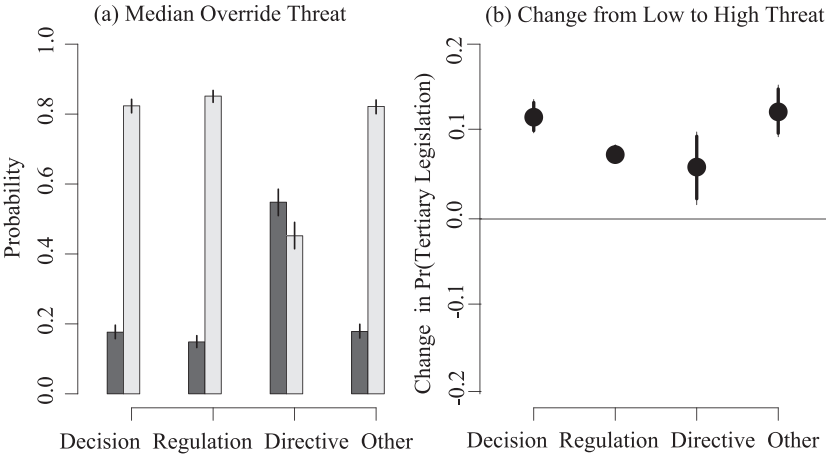 (a) Median Override Threat
Probability
1.0
0.8
0.6
0.4
0.2
0.0
Decision Regulation Directive Other
(b) Change from Low to High Threat
Change in Pr(Tertiary Legislation)
0.2
0.1
0.0
-0.1
-0.2
Decision Regulation Directive Other